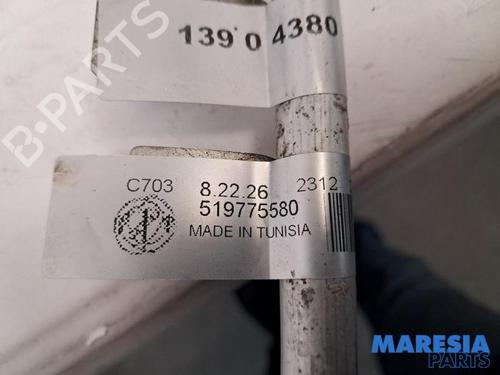 139 0 4380
C703
8.22.26 2312
519775580
MADE IN TUNISIA
B-PARTS
MARESIA
PARTS